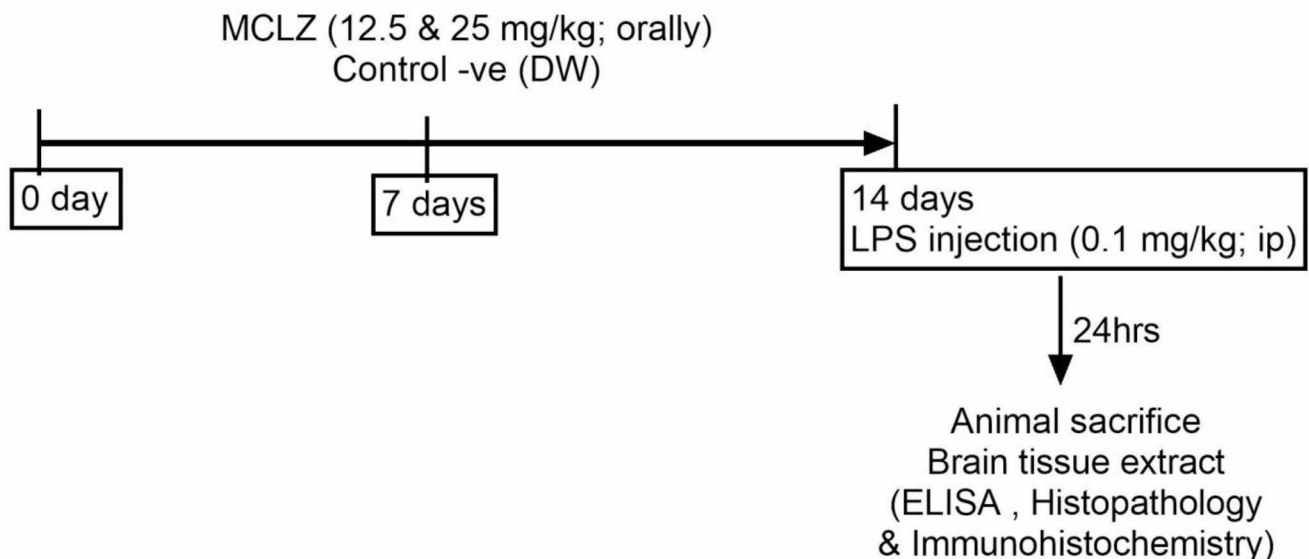 MCLZ (12.5 & 25 mg/kg; orally)
Control -ve (DW)
0 day
7 days
14 days
LPS injection (0.1 mg/kg; ip)
24hrs
Animal sacrifice
Brain tissue extract
(ELISA , Histopathology
& Immunohistochemistry)